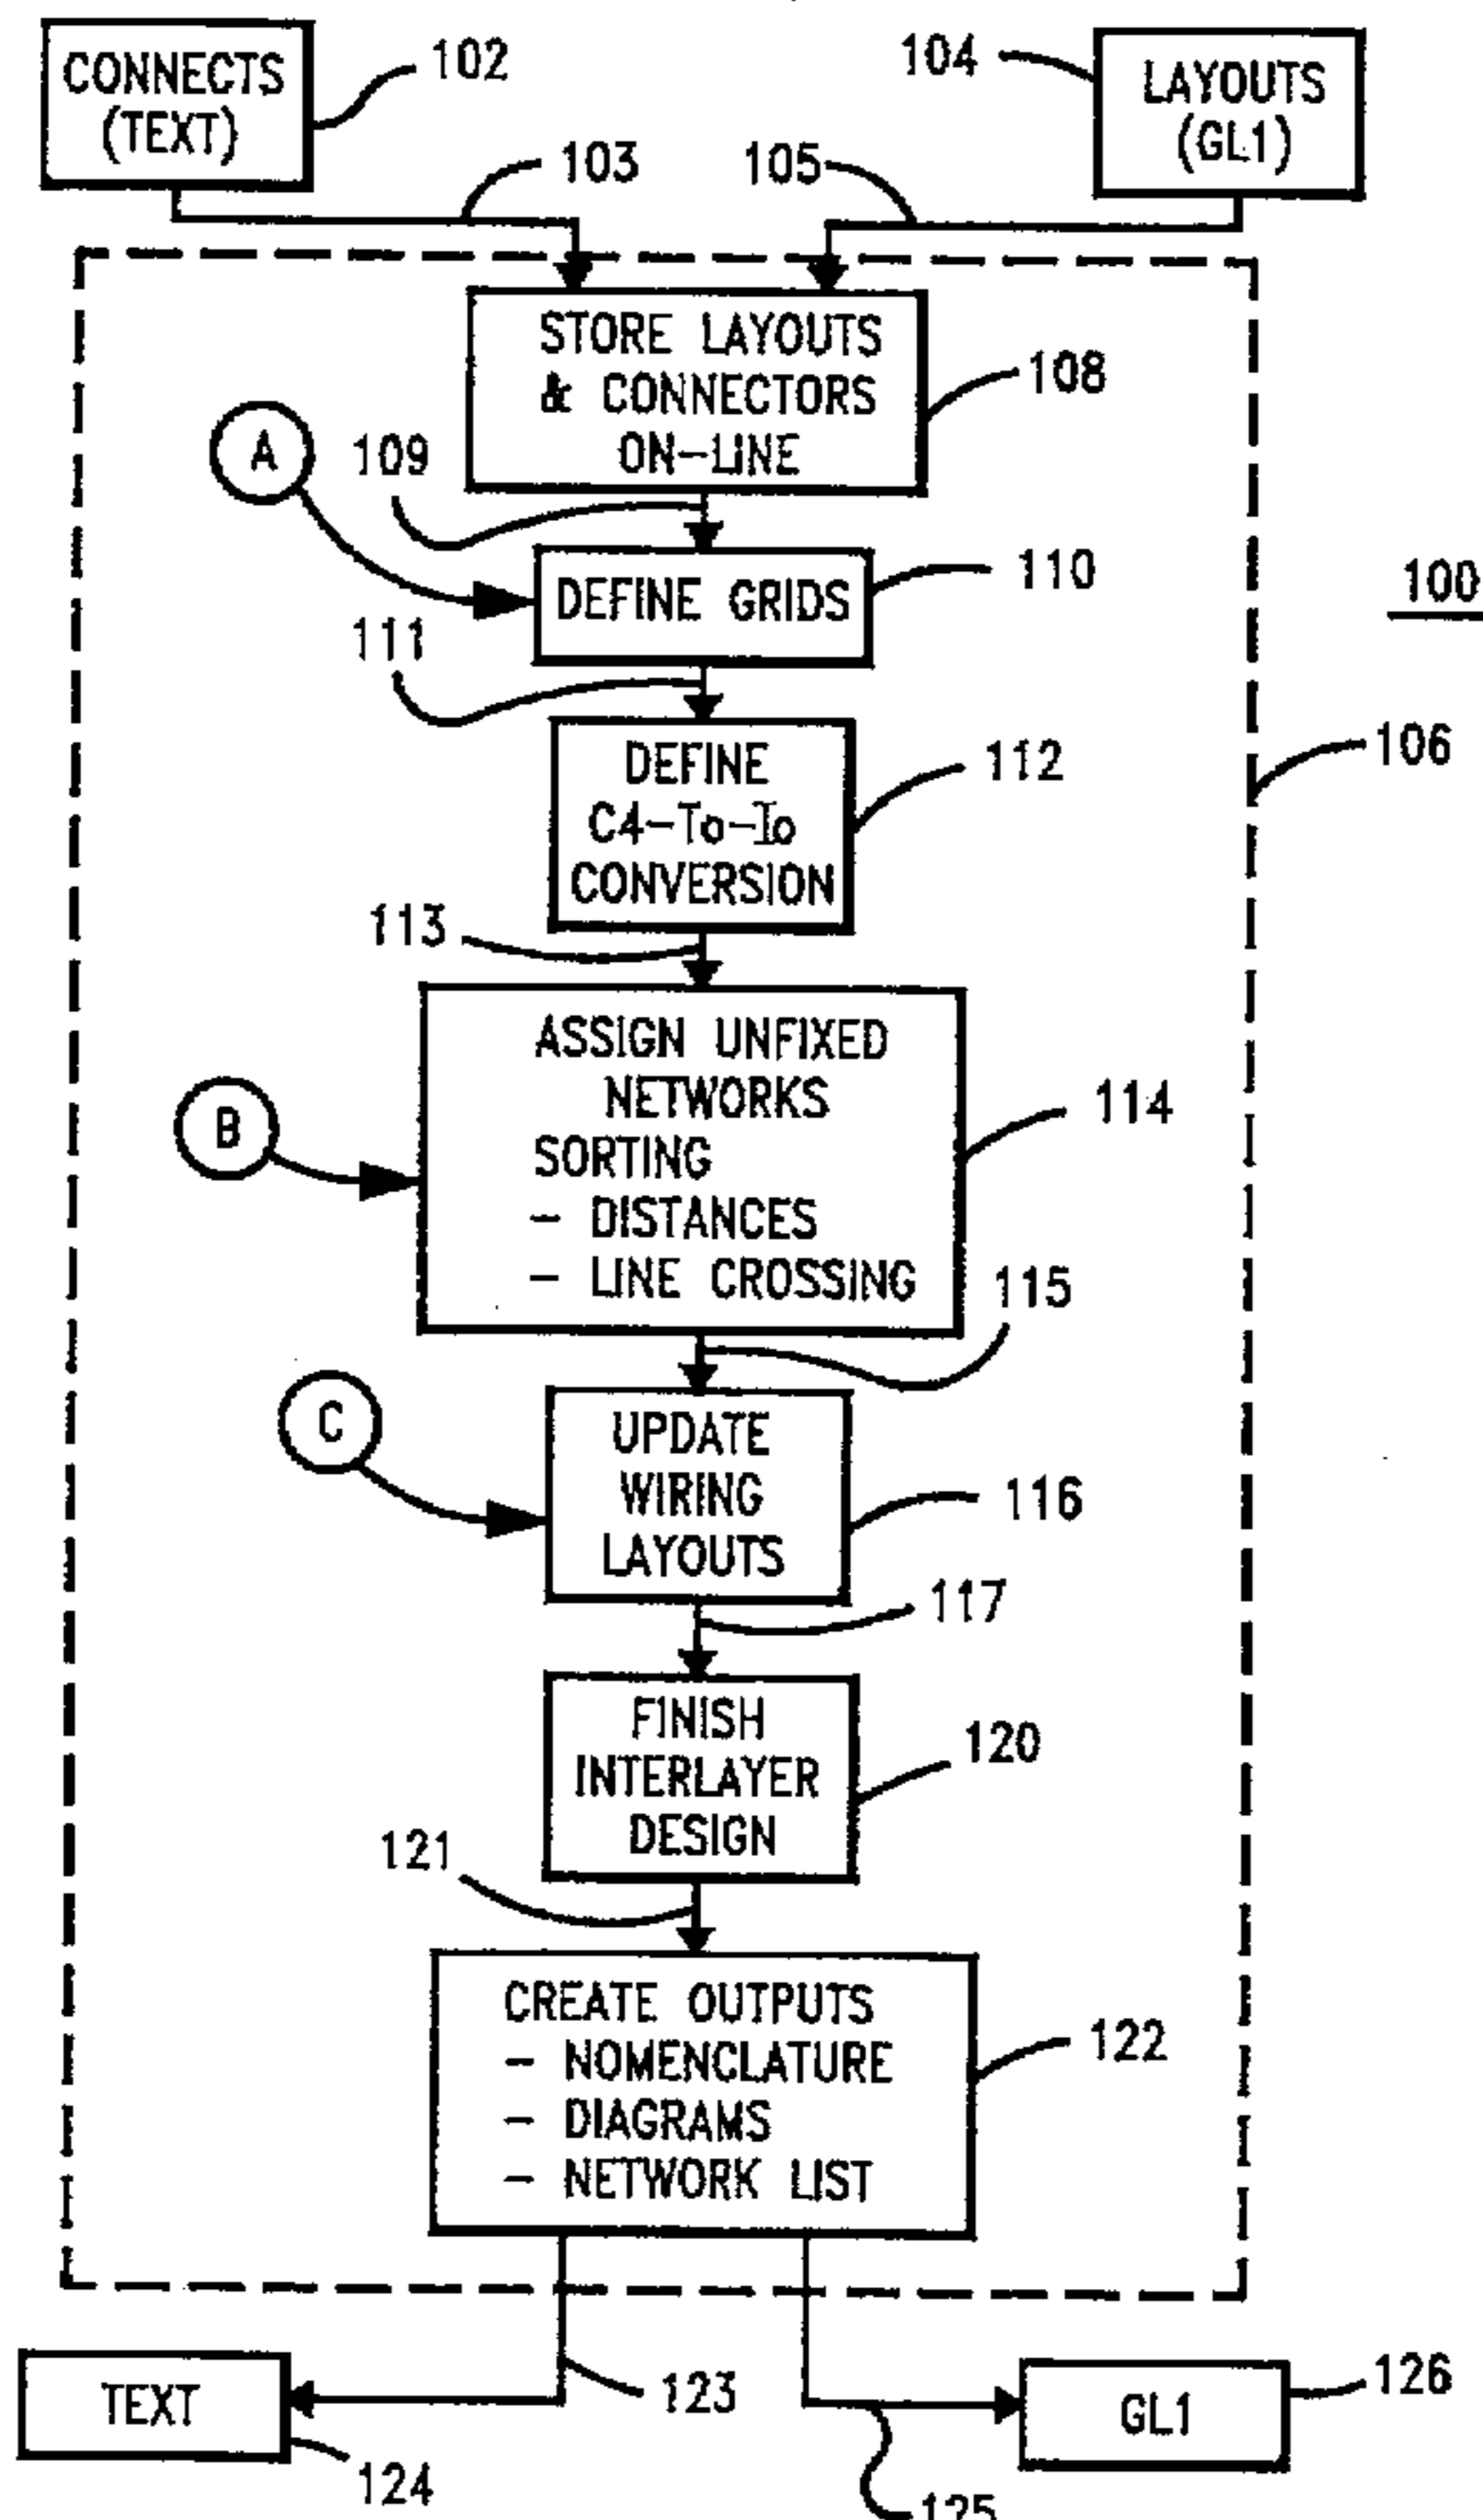 CONNECTS
(TEXT)
102
104
LAYOUTS
(GL1)
103
105
STORE LAYOUTS
& CONNECTORS
ON-LINE
108
A
109
DEFINE GRIDS
110
100
111
106
DEFINE
C4-To-Io
CONVERSION
112
113
ASSIGN UNFIXED
NETWORKS
SORTING
- DISTANCES
- LINE CROSSING
114
B
115
C
UPDATE
WIRING
LAYOUTS
116
117
FINISH
INTERLAYER
DESIGN
120
121
CREATE OUTPUTS
- NOMENCLATURE
- DIAGRAMS
- NETWORK LIST
122
TEXT
123
GL1
126
124
125